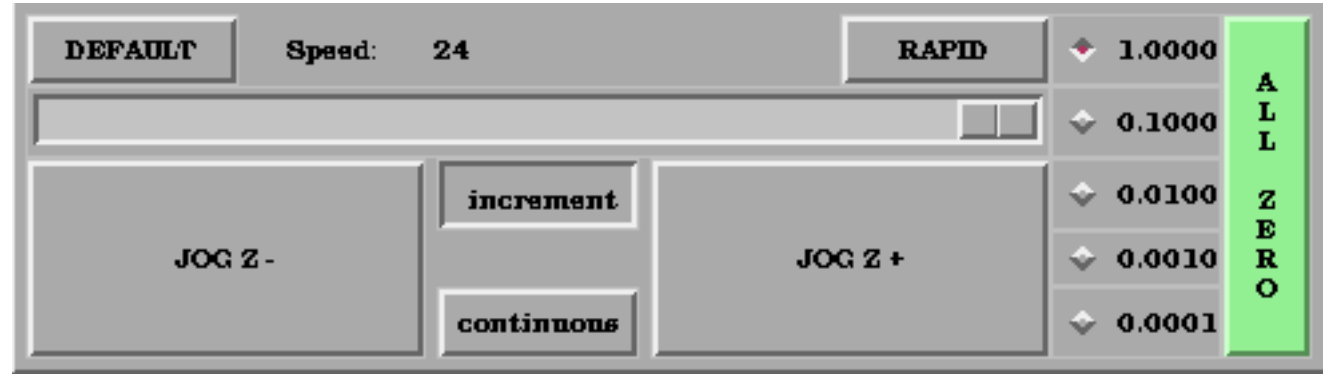 DEFAULT Speed: 24 RAPID
1.0000
0.1000
increment
0.0100
JOG Z - JOG Z +
0.0010
continuous
0.0001
ALL ZERO